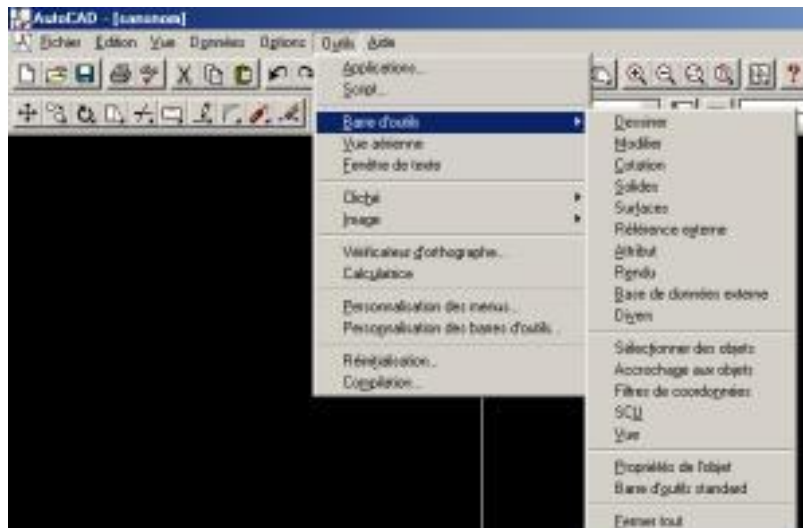 AutoCAD - [sansnom]
Fichier Edition Vue Données Options Outils Aide
Applications...
Script...
Barre d'outils
Vue aérienne
Fenêtre de texte
Cliché
Image
Vérificateur d'orthographe...
Calculatrice
Personnalisation des menus...
Personnalisation des barres d'outils...
Réinitialisation...
Compilation...
Dessiner
Modifier
Cotation
Solides
Surfaces
Référence externe
Attribut
Rendu
Base de données externe
Divers
Sélectionner des objets
Accrochage aux objets
Filtres de coordonnées
SCU
Vue
Propriétés de l'objet
Barre d'outils standard
Fermer tout